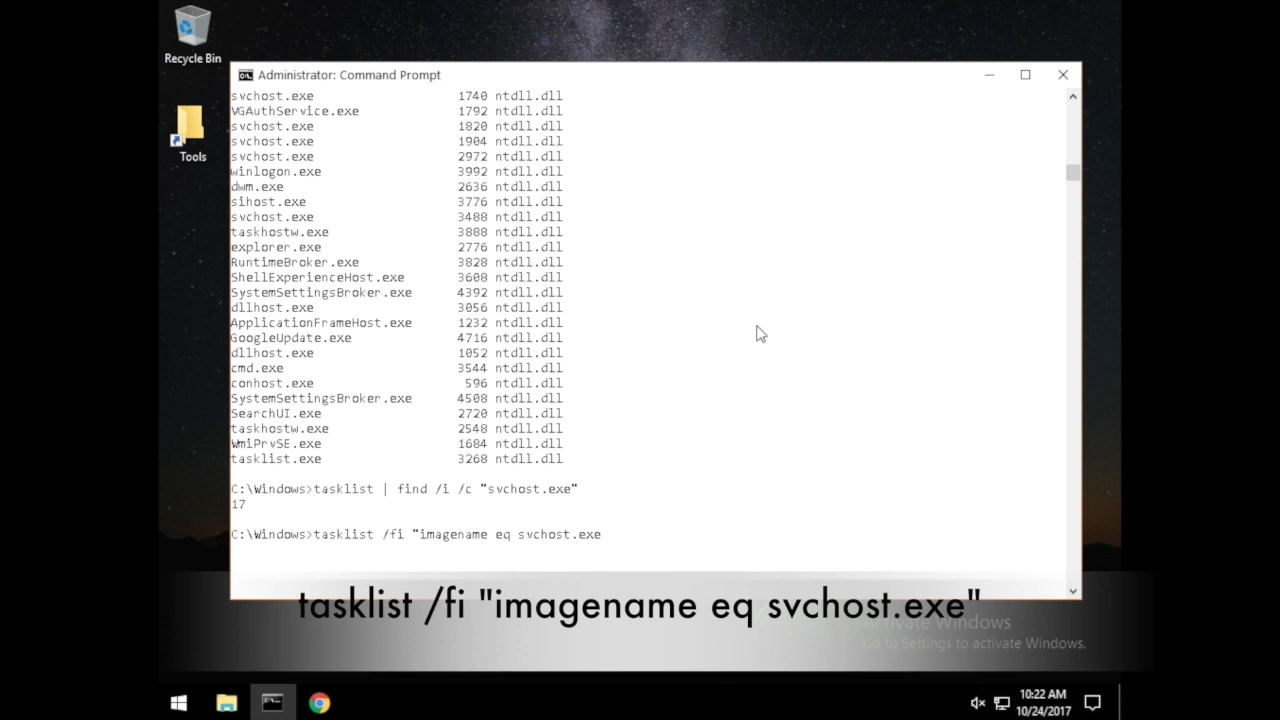 Recycle Bin
Tools
Administrator: Command Prompt
svchost.exe 1740 ntdll.dll
VGAuthService.exe 1792 ntdll.dll
svchost.exe 1820 ntdll.dll
svchost.exe 1904 ntdll.dll
svchost.exe 2972 ntdll.dll
winlogon.exe 3992 ntdll.dll
dwm.exe 2636 ntdll.dll
sihost.exe 3776 ntdll.dll
svchost.exe 3488 ntdll.dll
taskhostw.exe 3888 ntdll.dll
explorer.exe 2776 ntdll.dll
RuntimeBroker.exe 3828 ntdll.dll
ShellExperienceHost.exe 3608 ntdll.dll
SystemSettingsBroker.exe 4392 ntdll.dll
dllhost.exe 3056 ntdll.dll
ApplicationFrameHost.exe 1232 ntdll.dll
GoogleUpdate.exe 4716 ntdll.dll
dllhost.exe 1052 ntdll.dll
cmd.exe 3544 ntdll.dll
conhost.exe 596 ntdll.dll
SystemSettingsBroker.exe 4508 ntdll.dll
SearchUI.exe 2720 ntdll.dll
taskhostw.exe 2548 ntdll.dll
WmiPrvSE.exe 1684 ntdll.dll
tasklist.exe 3268 ntdll.dll
C:\Windows>tasklist | find /i /c "svchost.exe"
17
C:\Windows>tasklist /fi "imagename eq svchost.exe
tasklist /fi "imagename eq svchost.exe"
Activate Windows
Go to Settings to activate Windows.
10:22 AM
10/24/2017